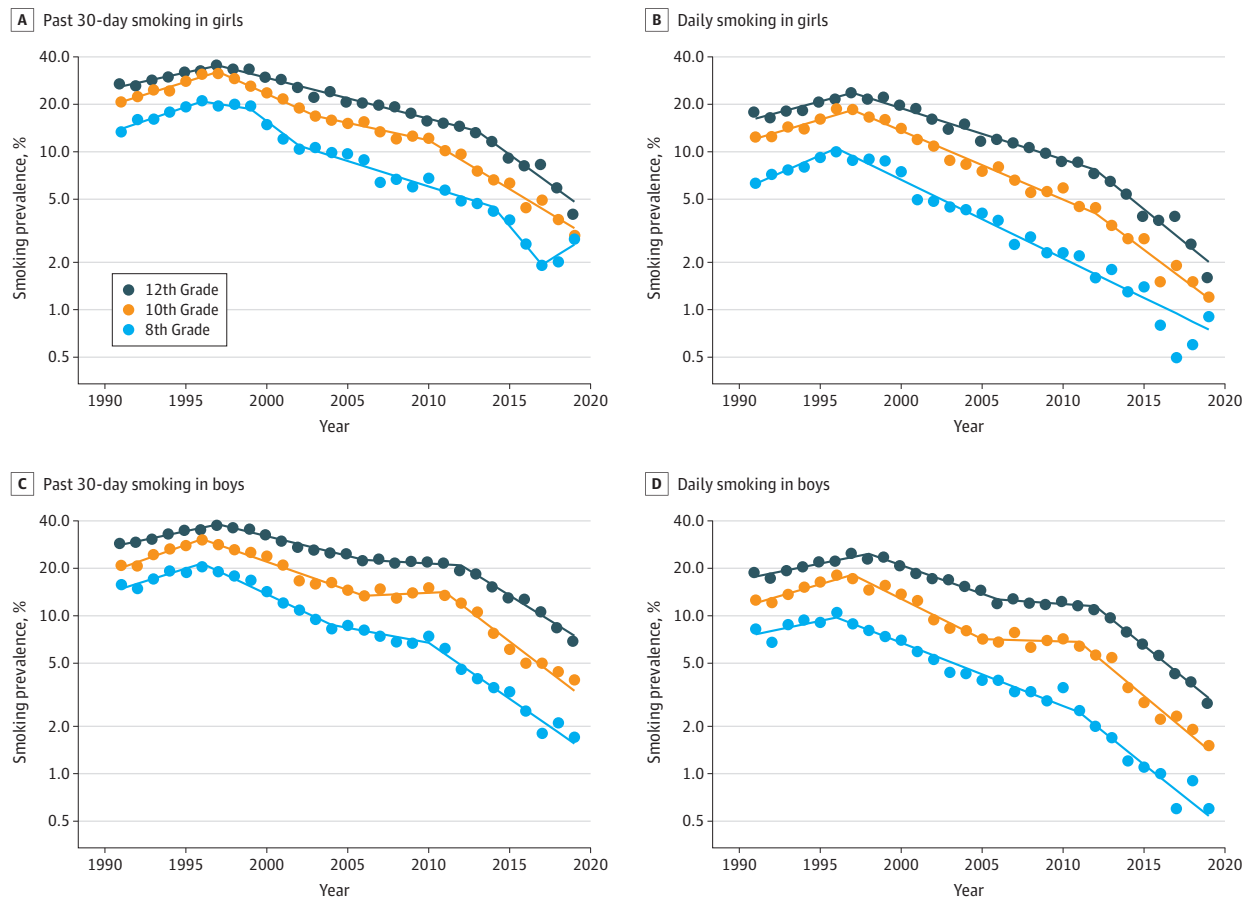 A Past 30-day smoking in girls
40.0
20.0
10.0
5.0
2.0
1.0
0.5
Smoking prevalence, %
12th Grade
10th Grade
8th Grade
1990 1995 2000 2005 2010 2015 2020
Year
B Daily smoking in girls
40.0
20.0
10.0
5.0
2.0
1.0
0.5
Smoking prevalence, %
1990 1995 2000 2005 2010 2015 2020
Year
C Past 30-day smoking in boys
40.0
20.0
10.0
5.0
2.0
1.0
0.5
Smoking prevalence, %
1990 1995 2000 2005 2010 2015 2020
Year
D Daily smoking in boys
40.0
20.0
10.0
5.0
2.0
1.0
0.5
Smoking prevalence, %
1990 1995 2000 2005 2010 2015 2020
Year